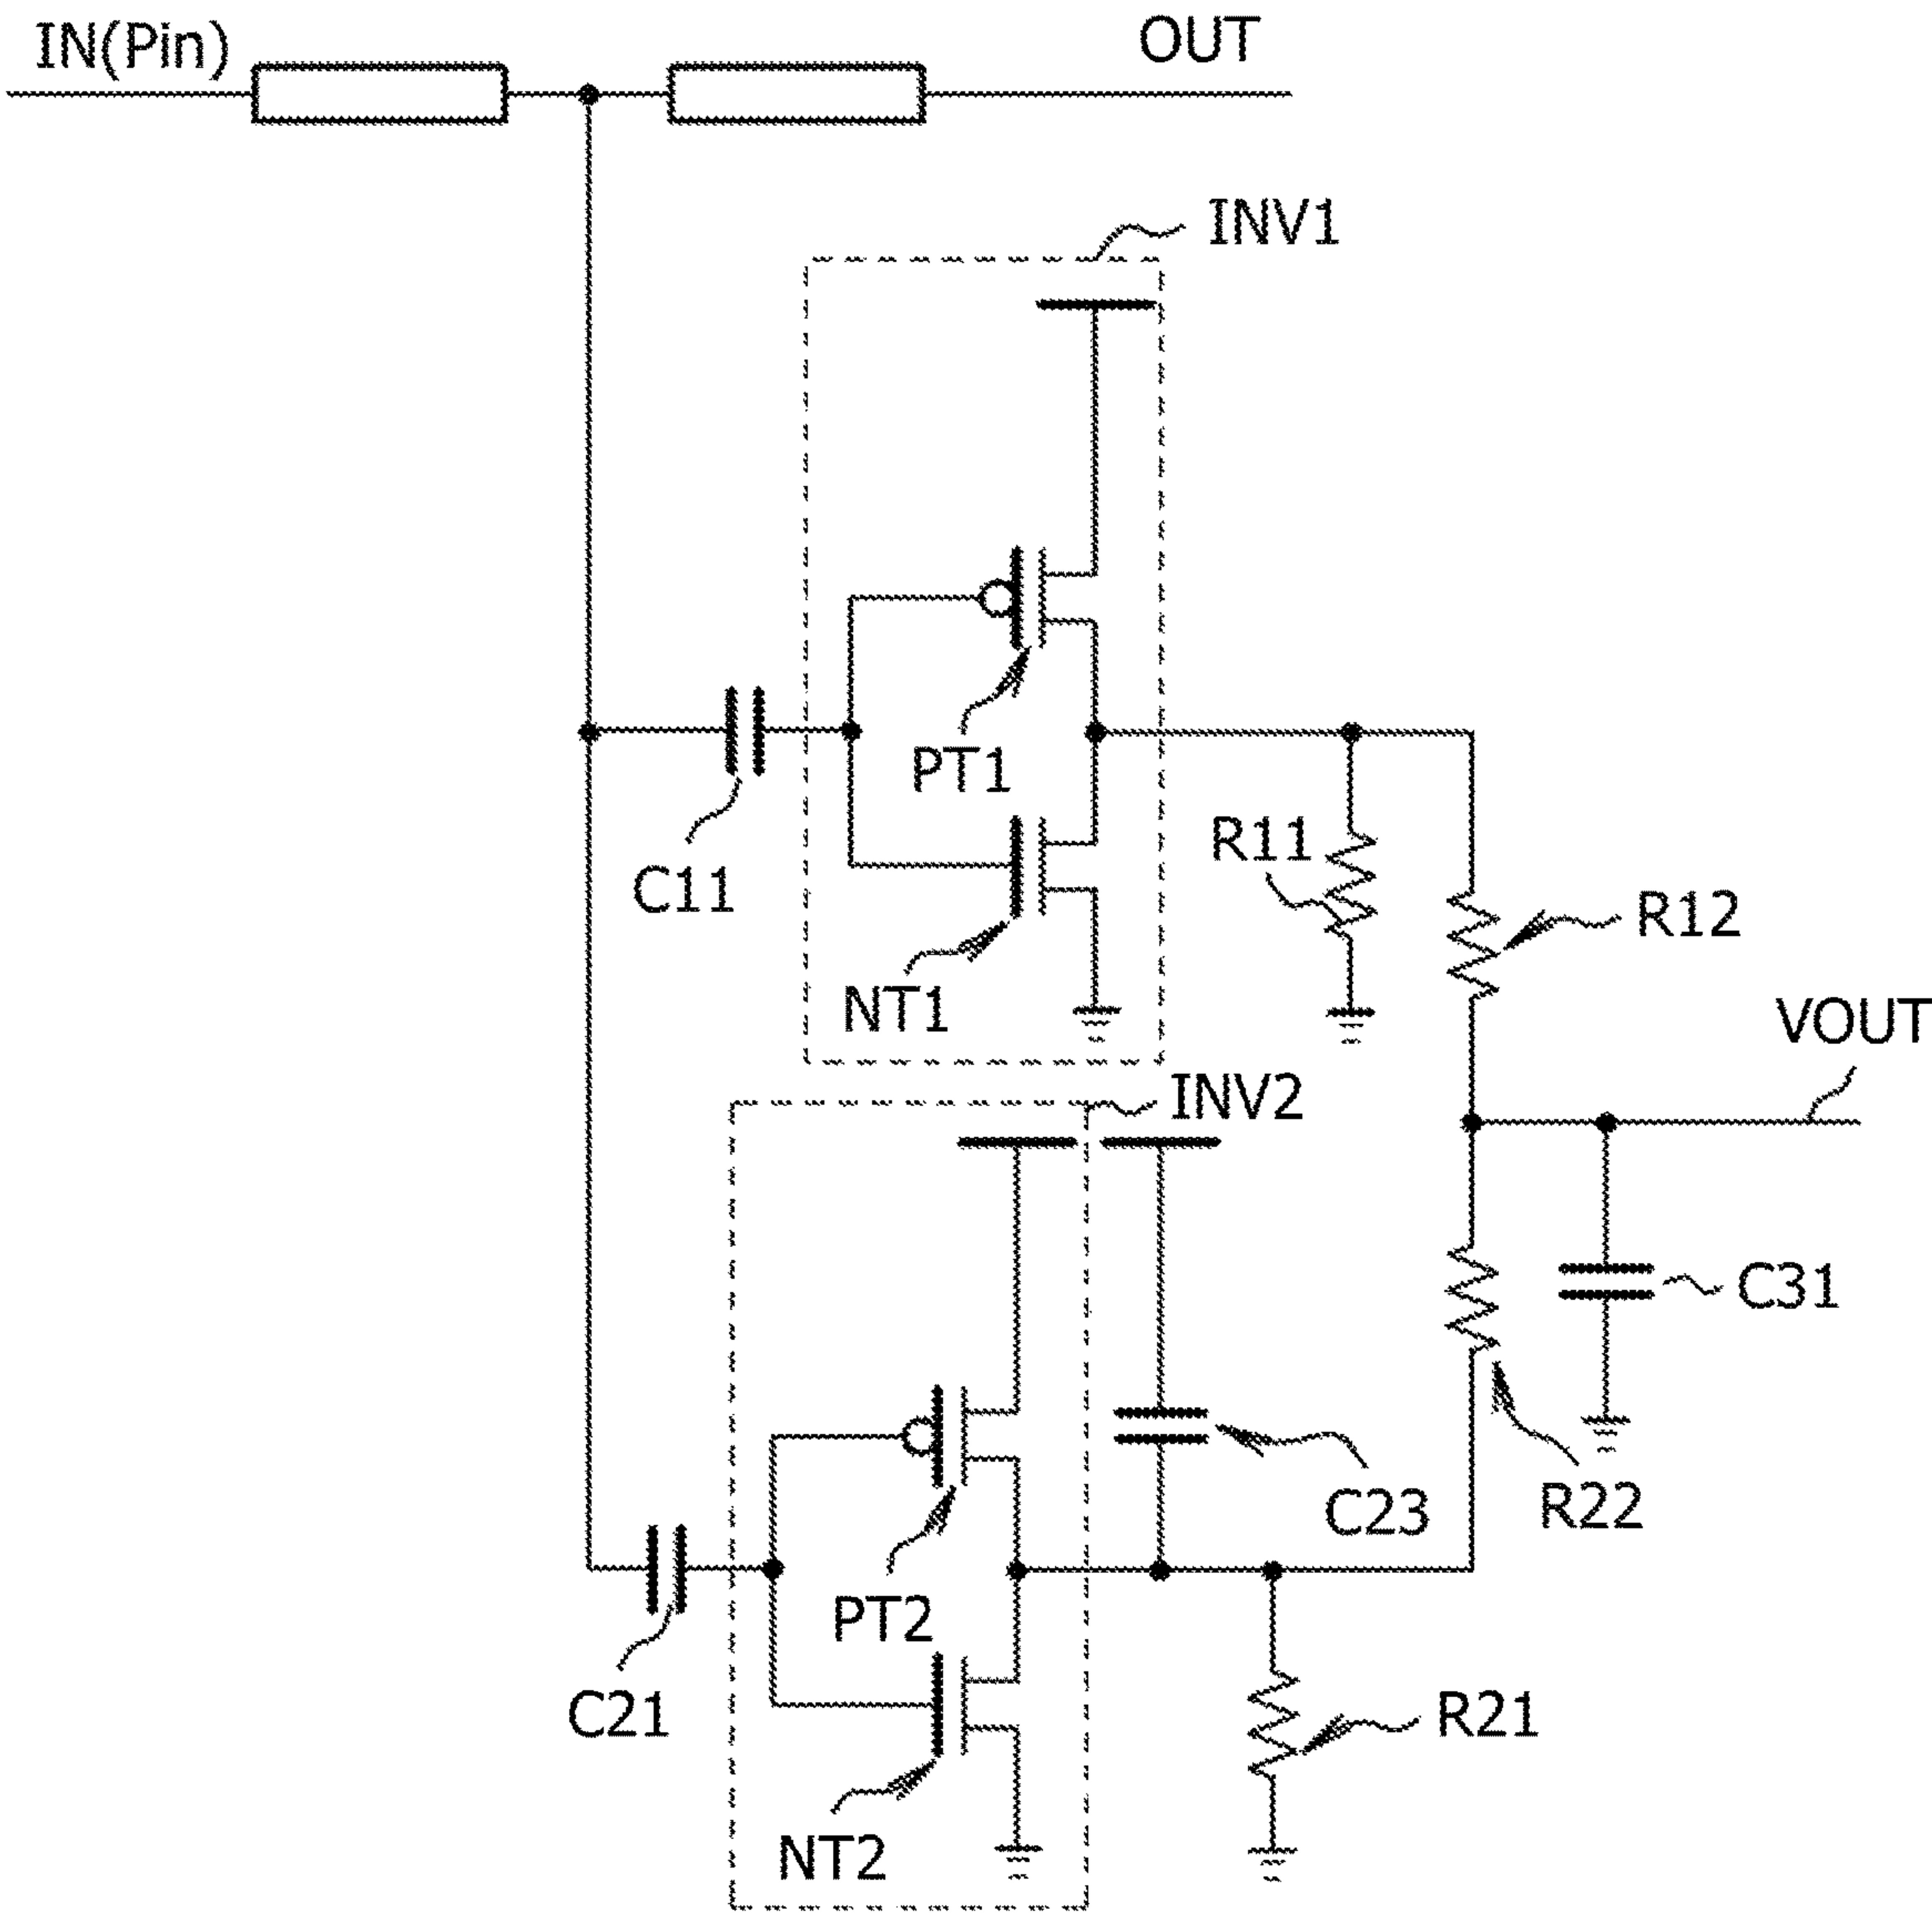 IN(Pin)
OUT
INV1
PT1
R11
C11
R12
NT1
VOUT
INV2
C31
C23
R22
PT2
C21
R21
NT2